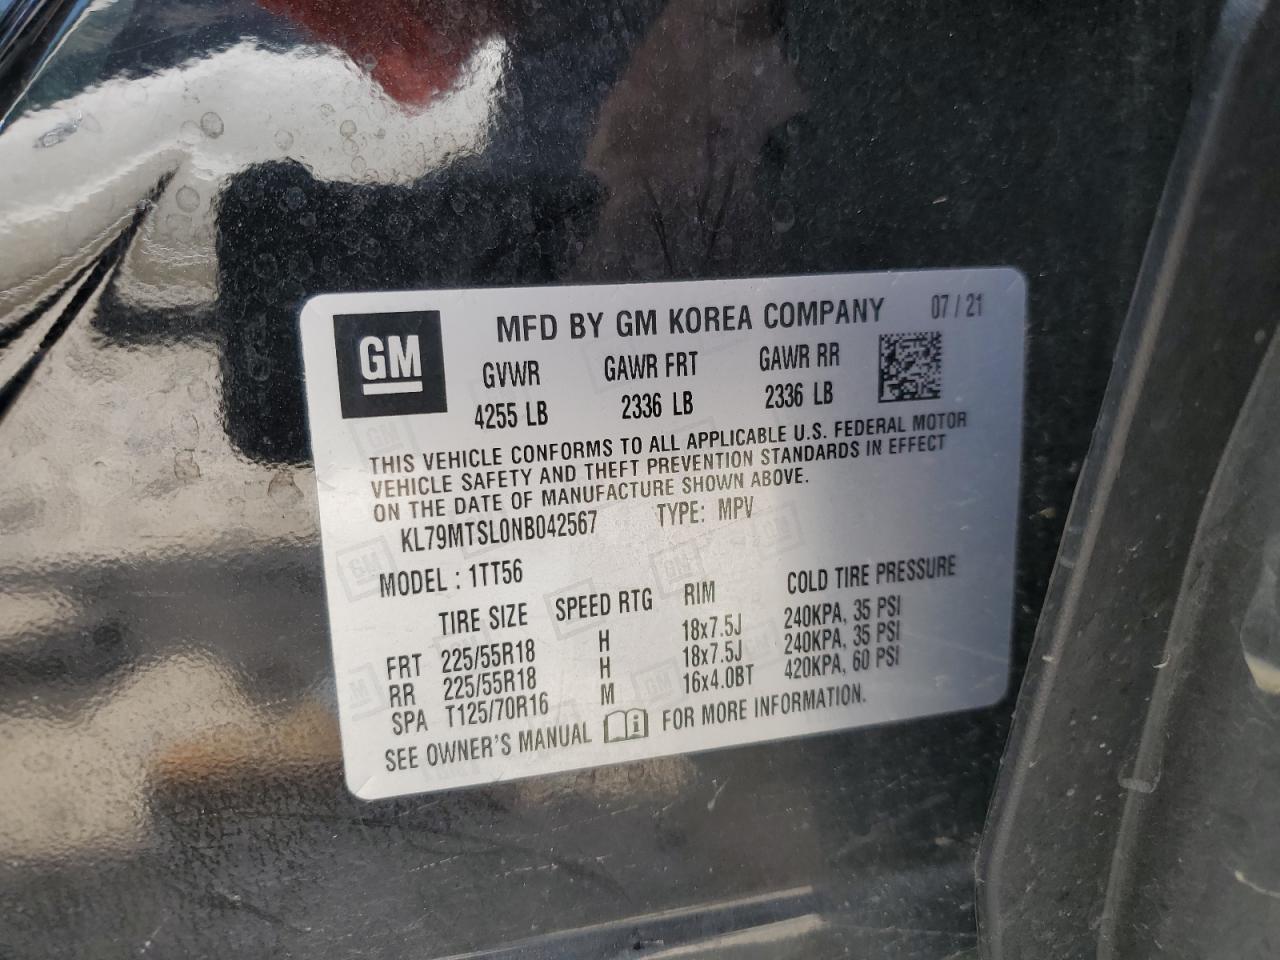 MFD BY GM KOREA COMPANY 07 / 21
GM
GVWR GAWR FRT GAWR RR
4255 LB 2336 LB 2336 LB
THIS VEHICLE CONFORMS TO ALL APPLICABLE U.S. FEDERAL MOTOR
VEHICLE SAFETY AND THEFT PREVENTION STANDARDS IN EFFECT
ON THE DATE OF MANUFACTURE SHOWN ABOVE.
KL79MTSL0NB042567 TYPE: MPV
MODEL : 1TT56
TIRE SIZE SPEED RTG RIM COLD TIRE PRESSURE
FRT 225/55R18 H 18x7.5J 240KPA, 35 PSI
RR 225/55R18 H 18x7.5J 240KPA, 35 PSI
SPA T125/70R16 M 16x4.0BT 420KPA, 60 PSI
SEE OWNER'S MANUAL i FOR MORE INFORMATION.